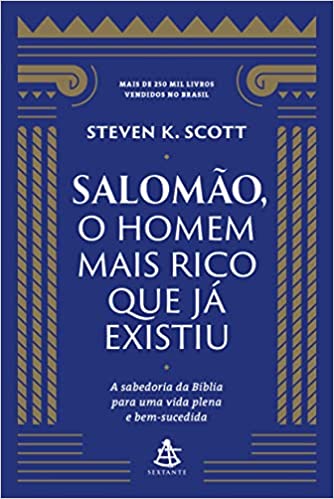 MAIS DE 250 MIL LIVROS
VENDIDOS NO BRASIL
STEVEN K. SCOTT
SALOMÃO,
O HOMEM
MAIS RICO
QUE JÁ
EXISTIU
A sabedoria da Bíblia
para uma vida plena
e bem-sucedida
SEXTANTE